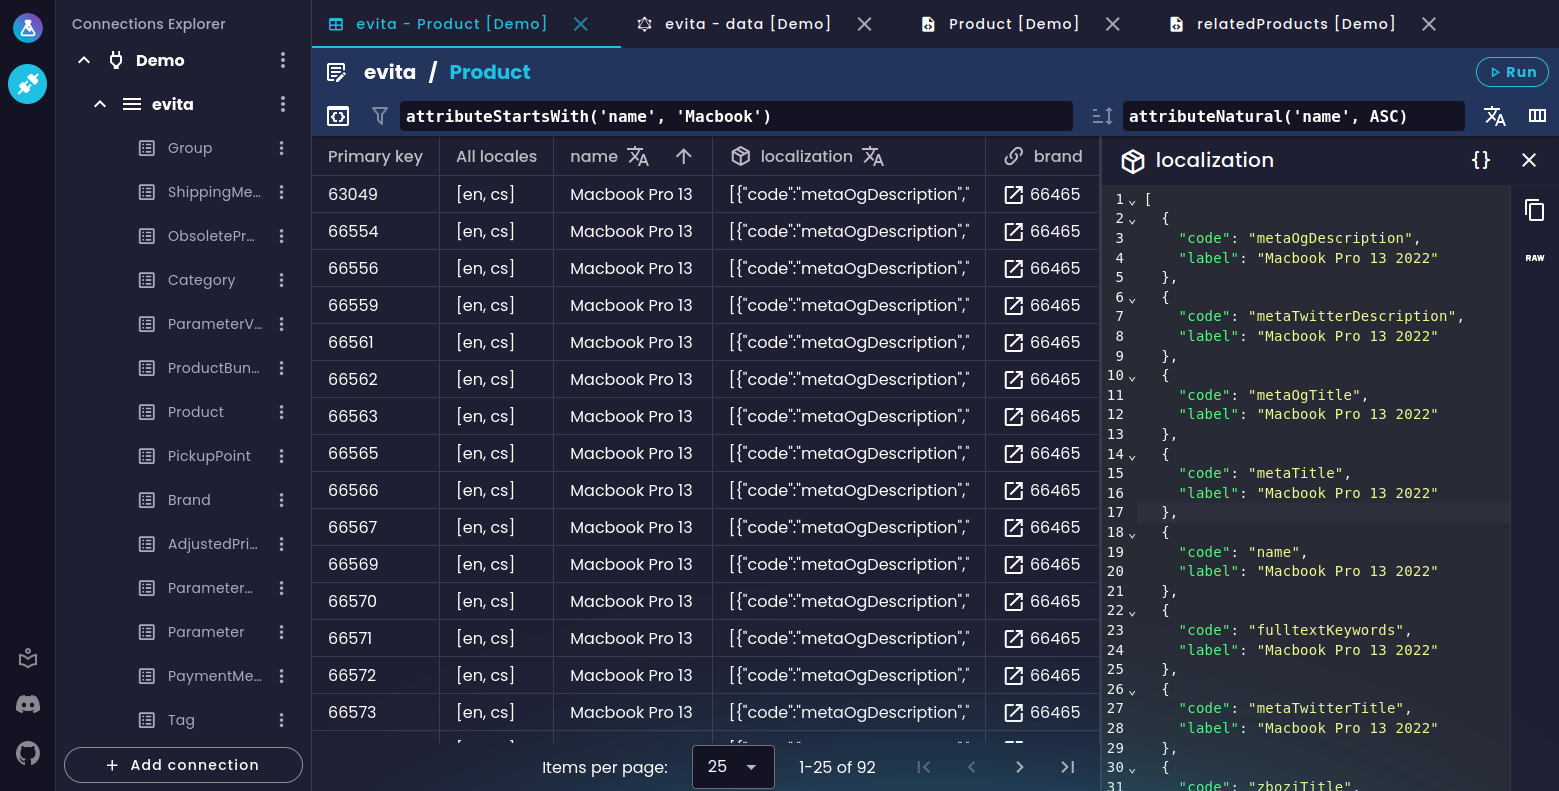 Connections Explorer
Demo
evita
Group
ShippingMe…
ObsoletePr…
Category
ParameterV…
ProductBun…
Product
PickupPoint
Brand
AdjustedPri…
Parameter…
Parameter
PaymentMe…
Tag
+ Add connection
evita - Product [Demo]
evita - data [Demo]
Product [Demo]
relatedProducts [Demo]
evita / Product
Run
attributeStartsWith('name', 'Macbook')
attributeNatural('name', ASC)
Primary key All locales name localization brand
63049 [en, cs] Macbook Pro 13 [{"code":"metaOgDescription"," 66465
66554 [en, cs] Macbook Pro 13 [{"code":"metaOgDescription"," 66465
66556 [en, cs] Macbook Pro 13 [{"code":"metaOgDescription"," 66465
66559 [en, cs] Macbook Pro 13 [{"code":"metaOgDescription"," 66465
66561 [en, cs] Macbook Pro 13 [{"code":"metaOgDescription"," 66465
66562 [en, cs] Macbook Pro 13 [{"code":"metaOgDescription"," 66465
66563 [en, cs] Macbook Pro 13 [{"code":"metaOgDescription"," 66465
66565 [en, cs] Macbook Pro 13 [{"code":"metaOgDescription"," 66465
66566 [en, cs] Macbook Pro 13 [{"code":"metaOgDescription"," 66465
66567 [en, cs] Macbook Pro 13 [{"code":"metaOgDescription"," 66465
66569 [en, cs] Macbook Pro 13 [{"code":"metaOgDescription"," 66465
66570 [en, cs] Macbook Pro 13 [{"code":"metaOgDescription"," 66465
66571 [en, cs] Macbook Pro 13 [{"code":"metaOgDescription"," 66465
66572 [en, cs] Macbook Pro 13 [{"code":"metaOgDescription"," 66465
66573 [en, cs] Macbook Pro 13 [{"code":"metaOgDescription"," 66465
Items per page: 25 1-25 of 92
localization {}
RAW
1 [
2 {
3 "code": "metaOgDescription",
4 "label": "Macbook Pro 13 2022"
5 },
6 {
7 "code": "metaTwitterDescription",
8 "label": "Macbook Pro 13 2022"
9 },
10 {
11 "code": "metaOgTitle",
12 "label": "Macbook Pro 13 2022"
13 },
14 {
15 "code": "metaTitle",
16 "label": "Macbook Pro 13 2022"
17 },
18 {
19 "code": "name",
20 "label": "Macbook Pro 13 2022"
21 },
22 {
23 "code": "fulltextKeywords",
24 "label": "Macbook Pro 13 2022"
25 },
26 {
27 "code": "metaTwitterTitle",
28 "label": "Macbook Pro 13 2022"
29 },
30 {
31 "code": "zboziTitle",